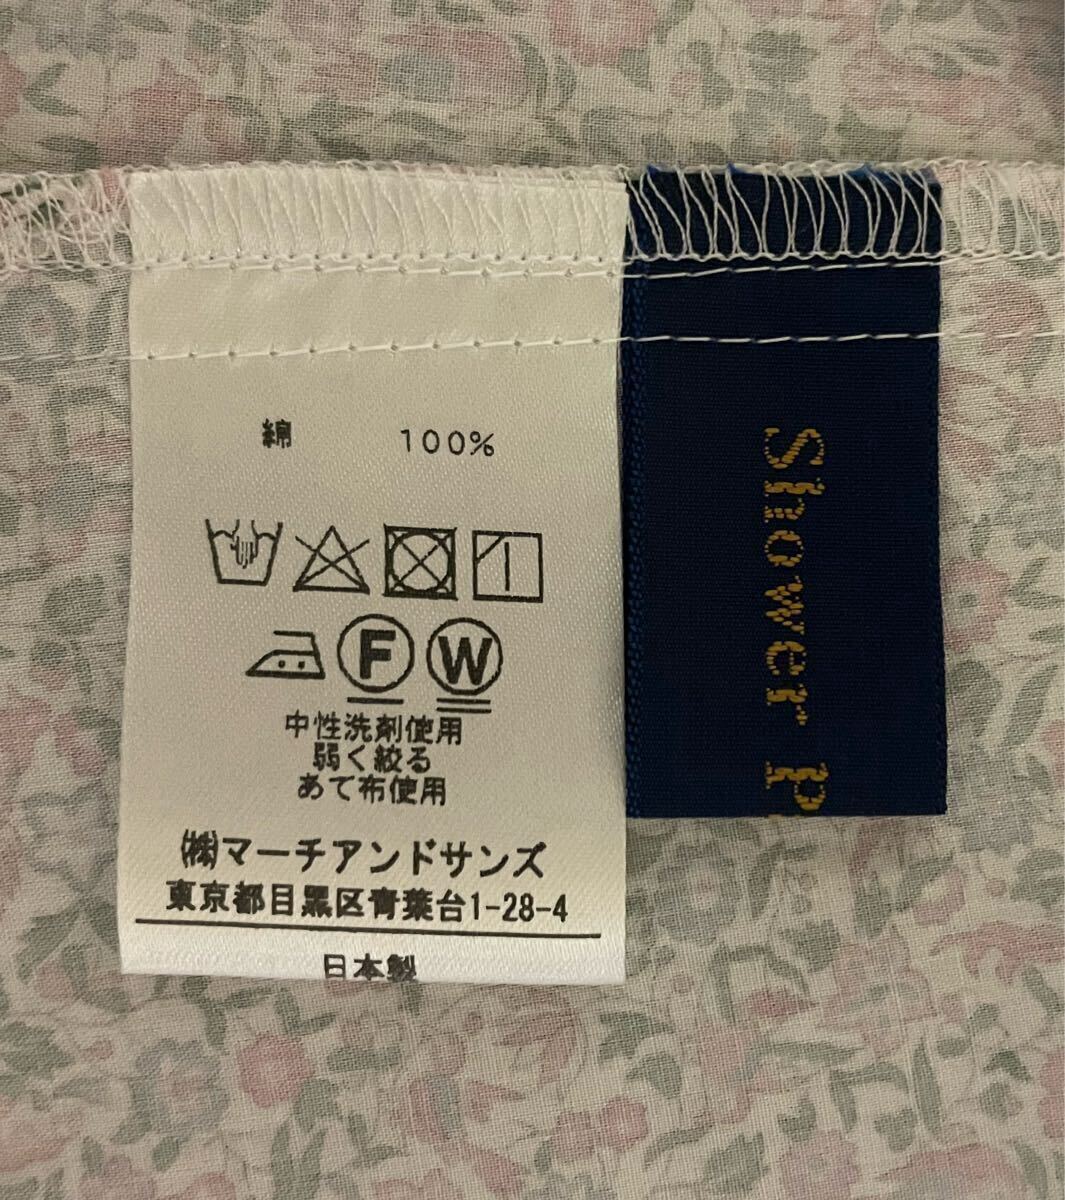 綿 100%
F W
中性洗剤使用
弱く絞る
あて布使用
㈱マーチアンドサンズ
東京都目黒区青葉台1-28-4
日本製
Shower P